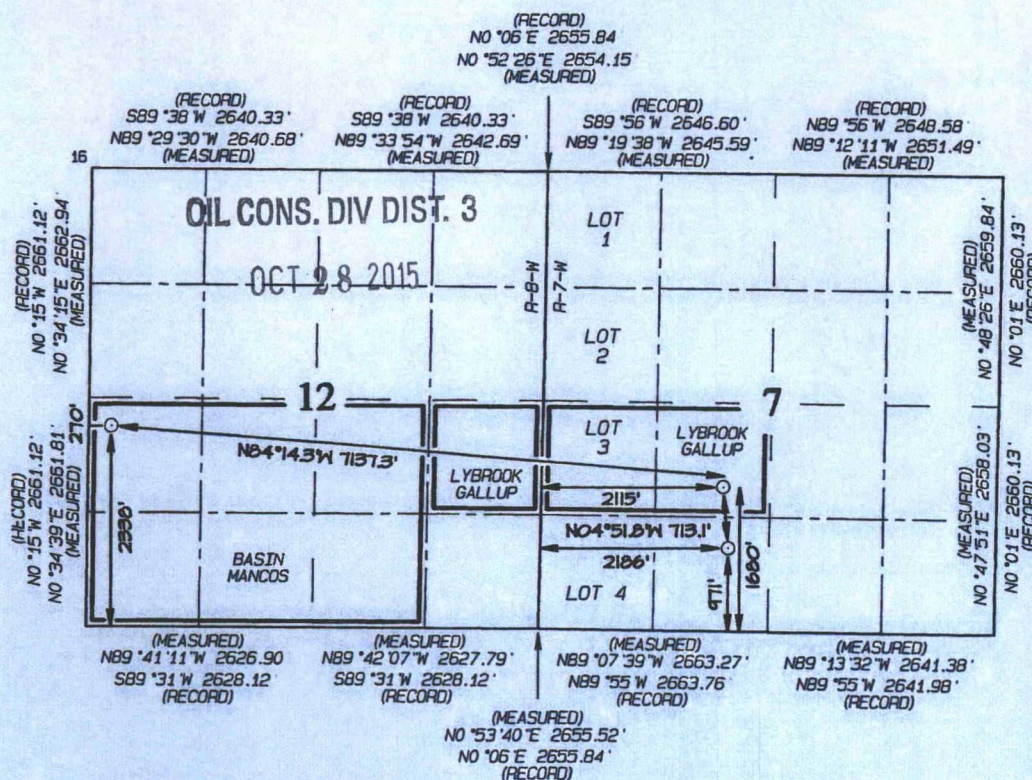 (RECORD)
N0°06'E 2655.84
N0°52'26"E 2654.15
(MEASURED)
(RECORD)
S89°38'W 2640.33'
N89°29'30"W 2640.68'
(MEASURED)
(RECORD)
S89°38'W 2640.33'
N89°33'54"W 2642.69'
(MEASURED)
(RECORD)
S89°56'W 2646.60'
N89°19'38"W 2645.59'
(MEASURED)
(RECORD)
N89°56'W 2648.58
N89°12'11"W 2651.49'
(MEASURED)
16
OIL CONS. DIV DIST. 3
OCT 28 2015
R-8-W
R-7-W
LOT
1
LOT
2
(RECORD)
N0°15'W 2661.12'
N0°34'15"E 2662.94'
(MEASURED)
(MEASURED)
N0°48'26"E 2659.84'
N0°01'E 2660.13'
(RECORD)
12
7
270'
N84°14.3'W 7137.3'
LOT
3
LYBROOK
GALLUP
LYBROOK
GALLUP
2115'
N04°51.8'W 713.1'
2186'
2336'
BASIN
MANCOS
LOT 4
971'
1680'
(RECORD)
N0°15'W 2661.12'
N0°34'39"E 2661.81'
(MEASURED)
(MEASURED)
N0°47'51"E 2658.03'
N0°01'E 2660.13'
(RECORD)
(MEASURED)
N89°41'11"W 2626.90
S89°31'W 2628.12'
(RECORD)
(MEASURED)
N89°42'07"W 2627.79'
S89°31'W 2628.12'
(RECORD)
(MEASURED)
N89°07'39"W 2663.27'
N89°55'W 2663.76
(RECORD)
(MEASURED)
N89°13'32"W 2641.38'
N89°55'W 2641.98'
(RECORD)
(MEASURED)
N0°53'40"E 2655.52'
N0°06'E 2655.84'
(RECORD)